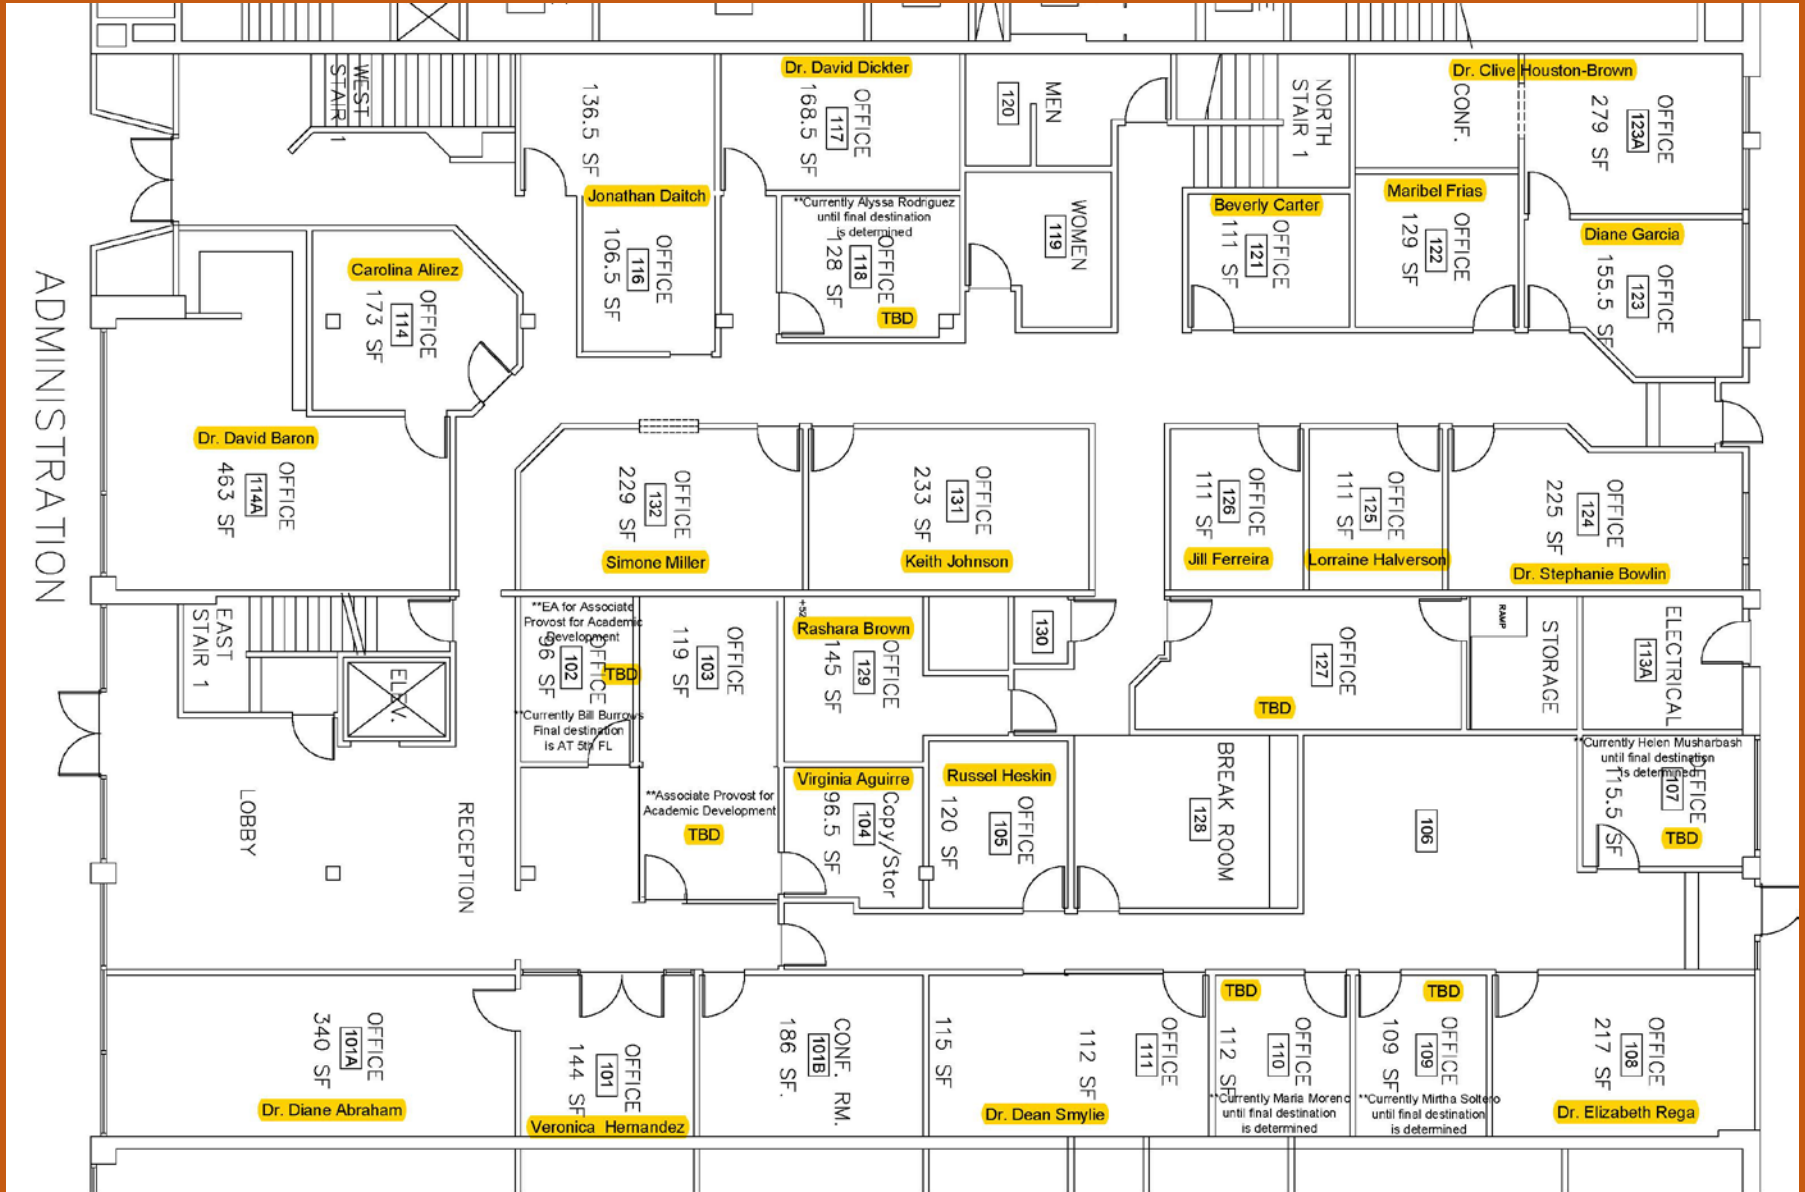 ADMINISTRATION
WEST
STAIR 1
136.5 SF
Jonathan Daitch
OFFICE
116
106.5 SF
Dr. David Dickter
OFFICE
117
168.5 SF
**Currently Alyssa Rodriguez
until final destination
is determined
OFFICE
118
128 SF
TBD
MEN
120
WOMEN
119
NORTH
STAIR 1
Beverly Carter
OFFICE
121
111 SF
CONF.
Dr. Clive Houston-Brown
OFFICE
123A
279 SF
Maribel Frias
OFFICE
122
129 SF
Diane Garcia
OFFICE
123
155.5 SF
Carolina Alirez
OFFICE
114
173 SF
Dr. David Baron
OFFICE
114A
463 SF
OFFICE
132
229 SF
Simone Miller
OFFICE
131
233 SF
Keith Johnson
OFFICE
126
111 SF
Jill Ferreira
OFFICE
125
111 SF
Lorraine Halverson
OFFICE
124
225 SF
Dr. Stephanie Bowlin
EAST
STAIR 1
ELEV.
LOBBY
RECEPTION
**EA for Associate
Provost for Academic
Development
OFFICE
102
96 SF
TBD
**Currently Bill Burrows
Final destination
is AT 5th FL
OFFICE
103
119 SF
**Associate Provost for
Academic Development
TBD
+52
Rashara Brown
OFFICE
129
145 SF
Virginia Aguirre
Copy/Stor
104
96.5 SF
Russel Heskin
OFFICE
105
120 SF
130
OFFICE
127
TBD
RAMP
STORAGE
ELECTRICAL
113A
BREAK ROOM
128
106
**Currently Helen Musharbash
until final destination
is determined
OFFICE
107
115.5 SF
TBD
OFFICE
101A
340 SF
Dr. Diane Abraham
OFFICE
101
144 SF
Veronica Hernandez
CONF. RM.
101B
186 SF.
115 SF
OFFICE
111
112 SF
Dr. Dean Smylie
TBD
OFFICE
110
112 SF
**Currently Maria Moreno
until final destination
is determined
TBD
OFFICE
109
109 SF
**Currently Mirtha Soltero
until final destination
is determined
OFFICE
108
217 SF
Dr. Elizabeth Rega